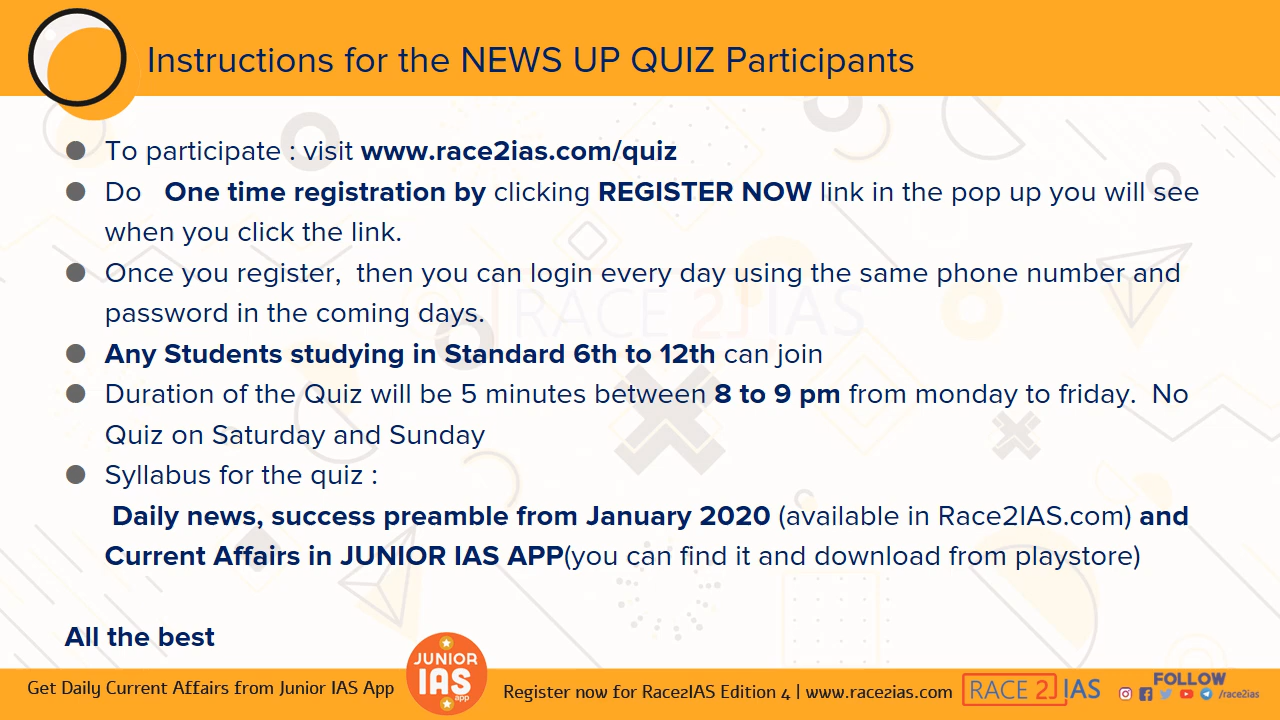 Instructions for the NEWS UP QUIZ Participants
● To participate : visit www.race2ias.com/quiz
● Do One time registration by clicking REGISTER NOW link in the pop up you will see
when you click the link.
● Once you register, then you can login every day using the same phone number and
password in the coming days.
● Any Students studying in Standard 6th to 12th can join
● Duration of the Quiz will be 5 minutes between 8 to 9 pm from monday to friday. No
Quiz on Saturday and Sunday
● Syllabus for the quiz :
Daily news, success preamble from January 2020 (available in Race2IAS.com) and
Current Affairs in JUNIOR IAS APP(you can find it and download from playstore)
RACE 2 IAS
All the best
Get Daily Current Affairs from Junior IAS App
JUNIOR
IAS
app
Register now for Race2IAS Edition 4 | www.race2ias.com
RACE 2 IAS
FOLLOW
/race2ias